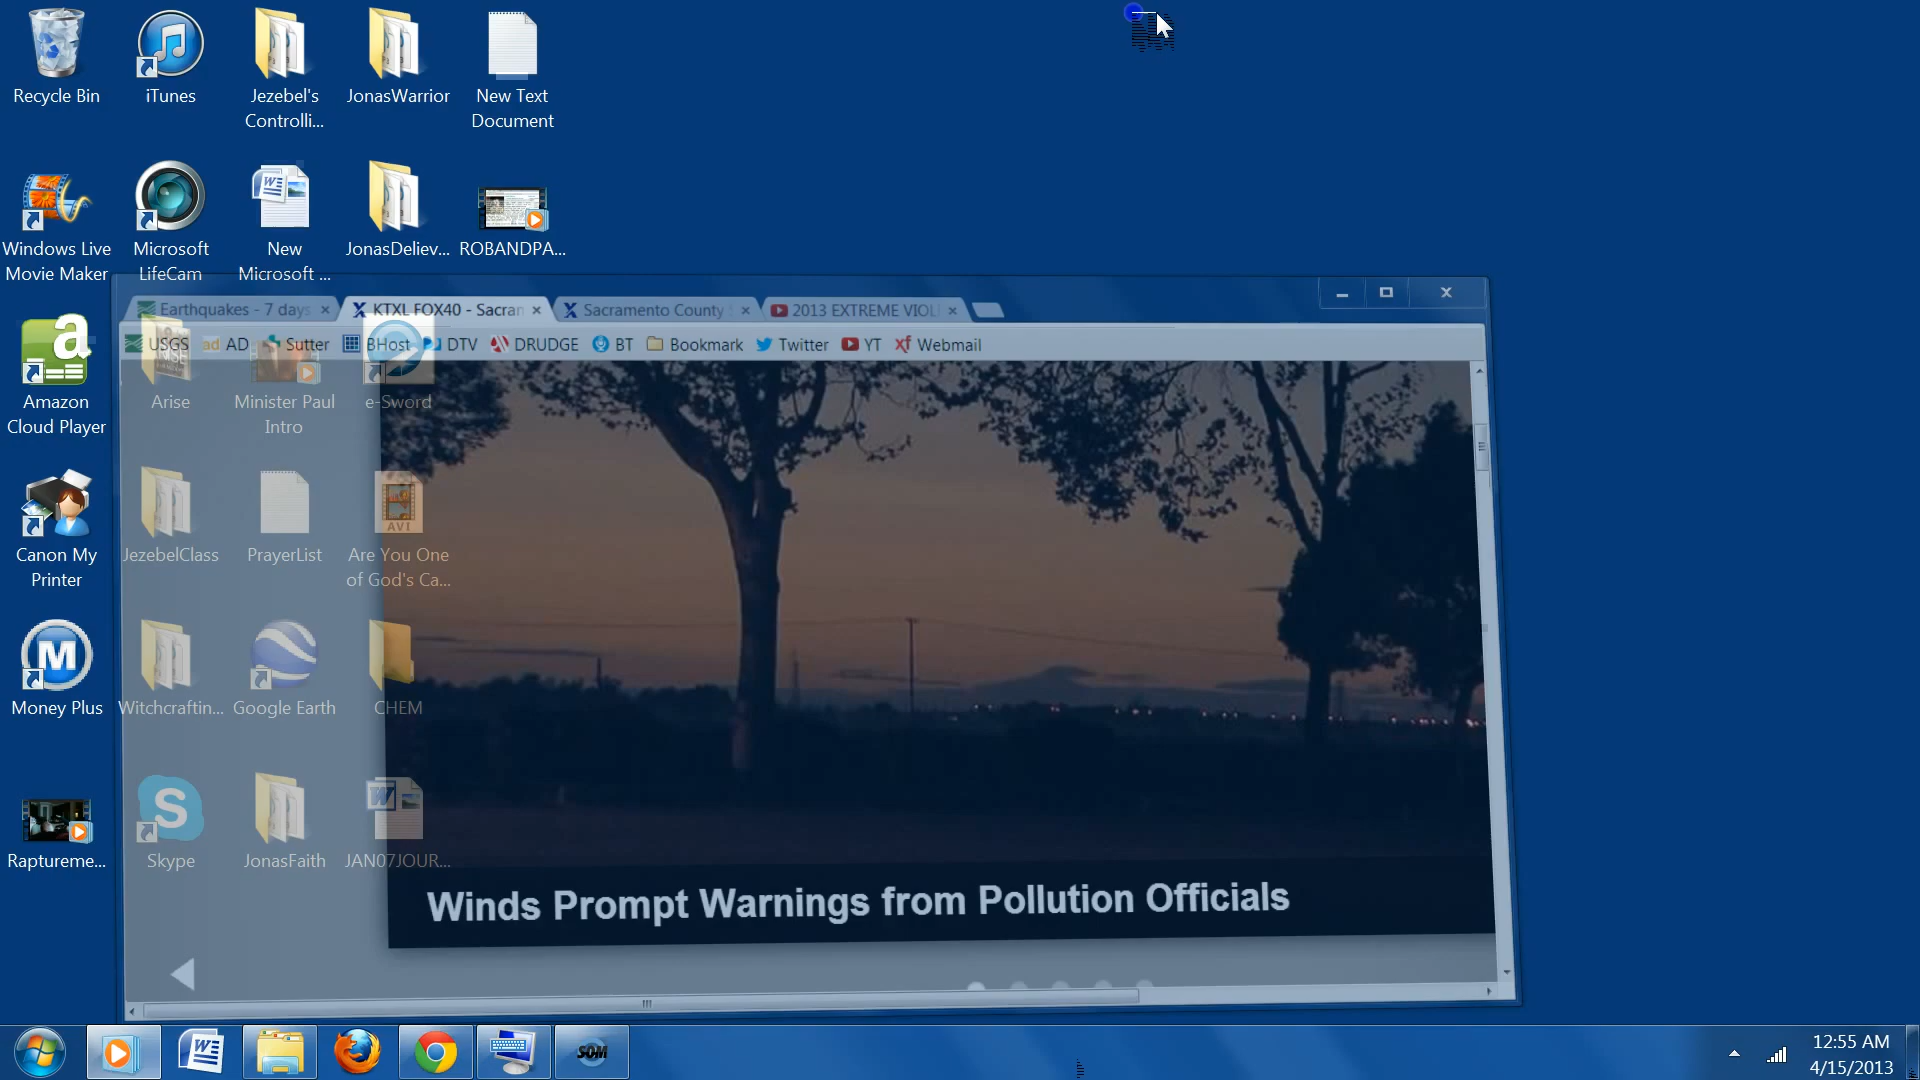 Recycle Bin
iTunes
Jezebel's
Controlli...
JonasWarrior
New Text
Document
Windows Live
Movie Maker
Microsoft
LifeCam
New
Microsoft ...
JonasDeliev...
ROBANDPA...
Earthquakes - 7 days
KTXL FOX40 - Sacran
Sacramento County
2013 EXTREME VIOL
USGS
ad AD
Sutter
BHost
DTV
DRUDGE
BT
Bookmark
Twitter
YT
xf Webmail
Amazon
Cloud Player
Arise
Minister Paul
Intro
e-Sword
Canon My
Printer
JezebelClass
PrayerList
AVI
Are You One
of God's Ca...
Money Plus
Witchcraftin...
Google Earth
CHEM
Raptureme...
Skype
JonasFaith
JAN07JOUR...
Winds Prompt Warnings from Pollution Officials
SOM
12:55 AM
4/15/2013